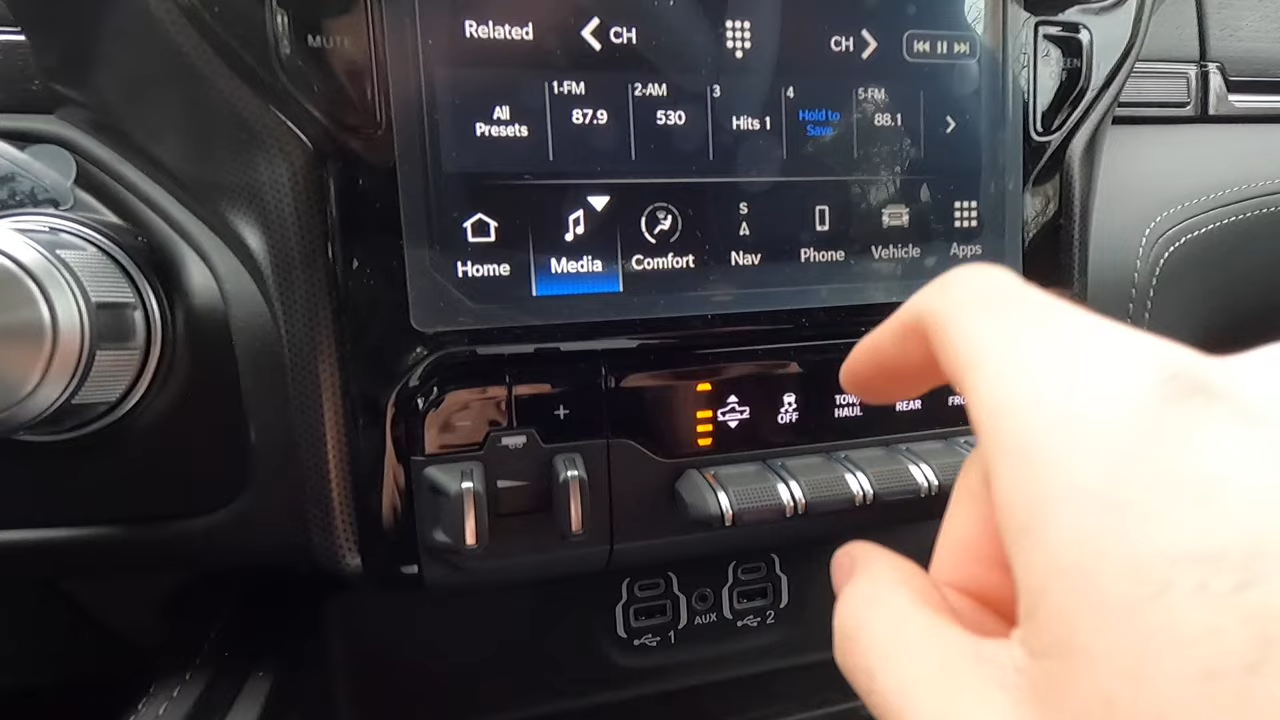 MUTE
Related
CH
CH
SCREEN
OFF
1-FM
2-AM
3
4
5-FM
All
Presets
87.9
530
Hits 1
Hold to
Save
88.1
S
A
Home
Media
Comfort
Nav
Phone
Vehicle
Apps
+
OFF
TOW/
HAUL
REAR
1
AUX
2